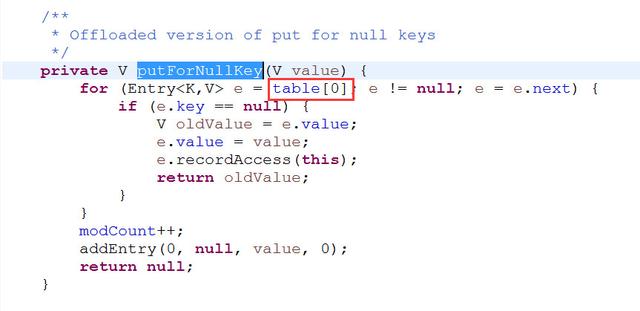 /**
 * Offloaded version of put for null keys
 */
private V putForNullKey(V value) {
    for (Entry<K,V> e = table[0]; e != null; e = e.next) {
        if (e.key == null) {
            V oldValue = e.value;
            e.value = value;
            e.recordAccess(this);
            return oldValue;
        }
    }
    modCount++;
    addEntry(0, null, value, 0);
    return null;
}